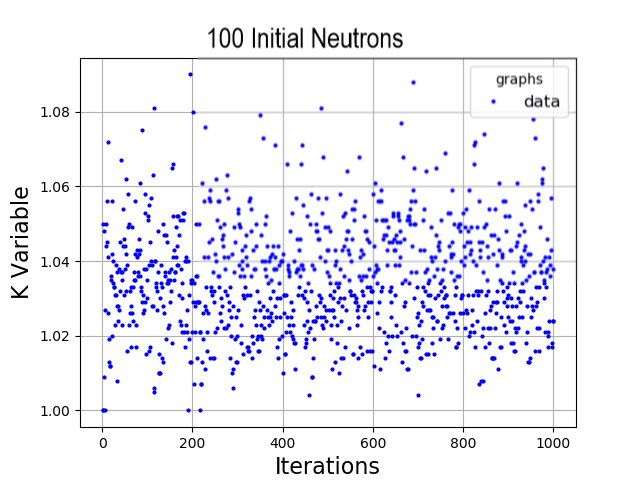 100 Initial Neutrons
graphs
data
K Variable
1.08
1.06
1.04
1.02
1.00
0 200 400 600 800 1000
Iterations